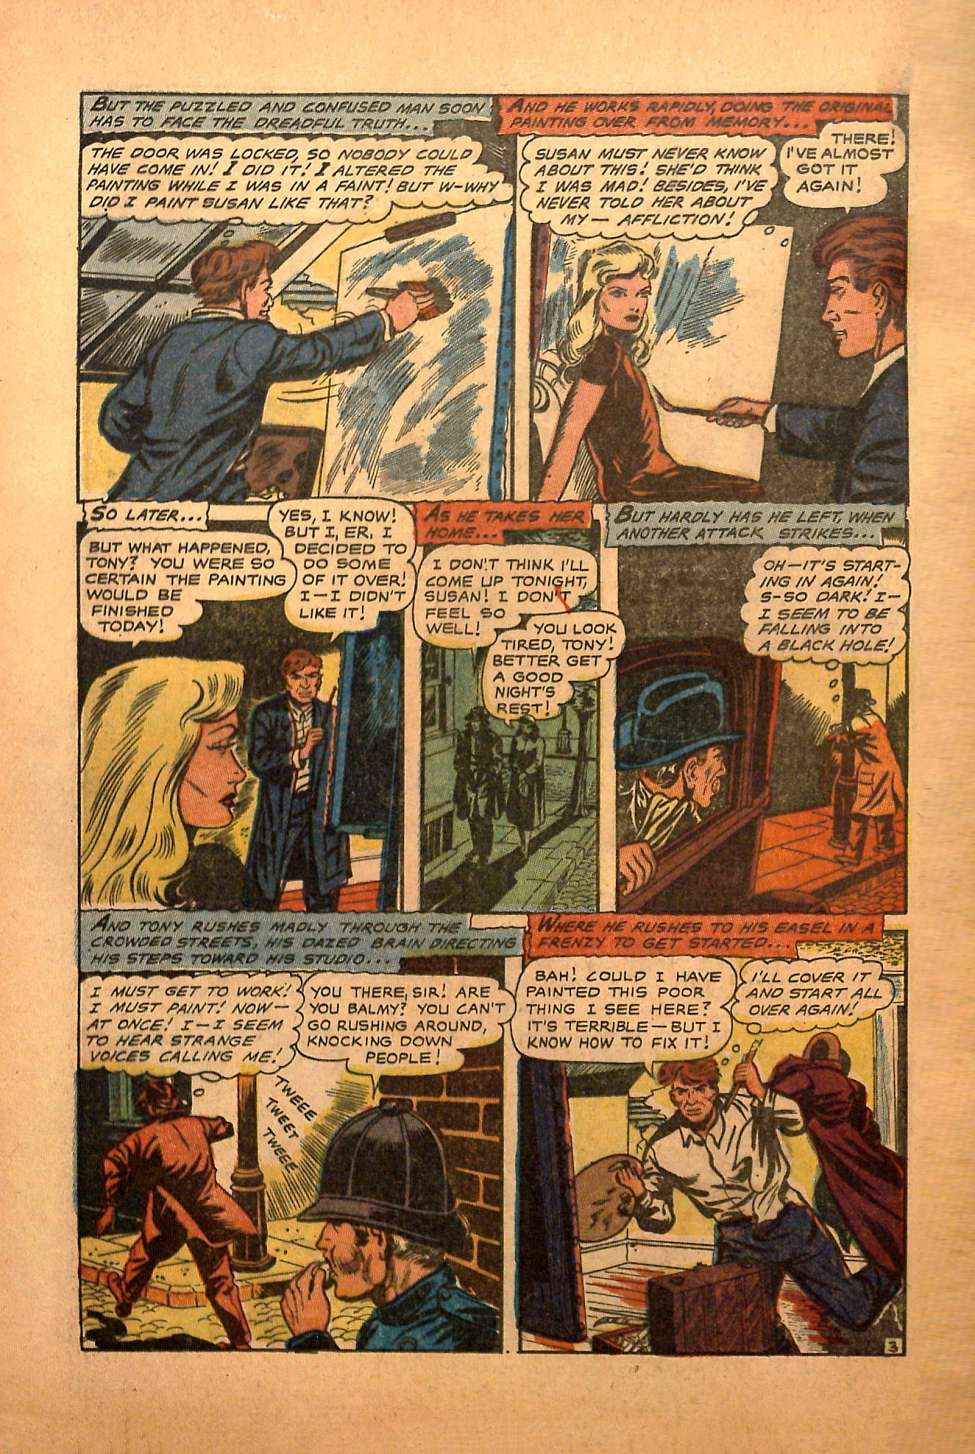 BUT THE PUZZLED AND CONFUSED MAN SOON
HAS TO FACE THE DREADFUL TRUTH...
THE DOOR WAS LOCKED, SO NOBODY COULD
HAVE COME IN! I DID IT! I ALTERED THE
PAINTING WHILE I WAS IN A FAINT! BUT W-WHY
DID I PAINT SUSAN LIKE THAT?
AND HE WORKS RAPIDLY, DOING THE ORIGINAL
PAINTING OVER FROM MEMORY...
SUSAN MUST NEVER KNOW
ABOUT THIS! SHE'D THINK
I WAS MAD! BESIDES, I'VE
NEVER TOLD HER ABOUT
MY— AFFLICTION!
THERE!
I'VE ALMOST
GOT IT
AGAIN!
SO LATER...
BUT WHAT HAPPENED,
TONY? YOU WERE SO
CERTAIN THE PAINTING
WOULD BE
FINISHED
TODAY!
YES, I KNOW!
BUT I, ER, I
DECIDED TO
DO SOME
OF IT OVER!
I—I DIDN'T
LIKE IT!
AS HE TAKES HER
HOME...
I DON'T THINK I'LL
COME UP TONIGHT,
SUSAN! I DON'T
FEEL SO
WELL!
YOU LOOK
TIRED, TONY!
BETTER GET
A GOOD
NIGHT'S
REST!
BUT HARDLY HAS HE LEFT, WHEN
ANOTHER ATTACK STRIKES...
OH—IT'S START-
ING IN AGAIN!
S-SO DARK! I—
I SEEM TO BE
FALLING INTO
A BLACK HOLE!
AND TONY RUSHES MADLY THROUGH THE
CROWDED STREETS, HIS DAZED BRAIN DIRECTING
HIS STEPS TOWARD HIS STUDIO...
I MUST GET TO WORK!
I MUST PAINT! NOW—
AT ONCE! I—I SEEM
TO HEAR STRANGE
VOICES CALLING ME!
YOU THERE, SIR! ARE
YOU BALMY? YOU CAN'T
GO RUSHING AROUND,
KNOCKING DOWN
PEOPLE!
TWEEE
TWEET
TWEEE
WHERE HE RUSHES TO HIS EASEL IN A
FRENZY TO GET STARTED...
BAH! COULD I HAVE
PAINTED THIS POOR
THING I SEE HERE?
IT'S TERRIBLE—BUT I
KNOW HOW TO FIX IT!
I'LL COVER IT
AND START ALL
OVER AGAIN!
3